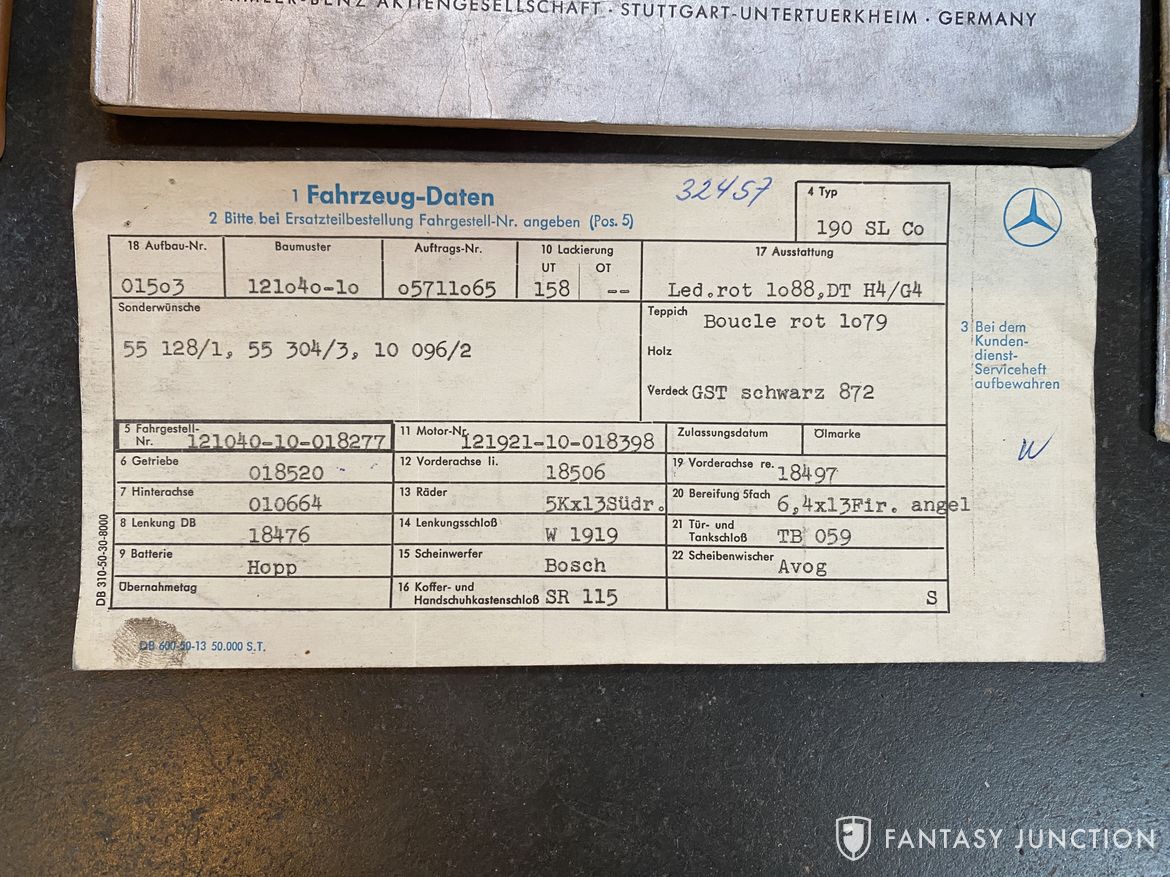 BENZ AKTIENGESELLSCHAFT · STUTTGART-UNTERTUERKHEIM · GERMANY
1 Fahrzeug-Daten
32457
2 Bitte bei Ersatzteilbestellung Fahrgestell-Nr. angeben (Pos. 5)
4 Typ
190 SL Co
18 Aufbau-Nr. Baumuster Auftrags-Nr. 10 Lackierung 17 Ausstattung
UT OT
01503 121040-10 05711065 158 -- Led.rot 1088,DT H4/G4
Sonderwünsche
Teppich Boucle rot 1079
55 128/1, 55 304/3, 10 096/2
Holz
Verdeck GST schwarz 872
3 Bei dem
Kunden-
dienst-
Serviceheft
aufbewahren
5 Fahrgestell-
Nr. 121040-10-018277
11 Motor-Nr. 121921-10-018398
Zulassungsdatum Ölmarke
6 Getriebe 018520 12 Vorderachse li. 18506 19 Vorderachse re. 18497
7 Hinterachse 010664 13 Räder 5Kx13Südr. 20 Bereifung 5fach 6,4x13Fir. angel
8 Lenkung DB 18476 14 Lenkungsschloß W 1919 21 Tür- und
Tankschloß TB 059
9 Batterie Hopp 15 Scheinwerfer Bosch 22 Scheibenwischer Avog
Übernahmetag 16 Koffer- und
Handschuhkastenschloß SR 115 S
DB 310-50-30-8000
DB 600-50-13 50.000 S.T.
FANTASY JUNCTION